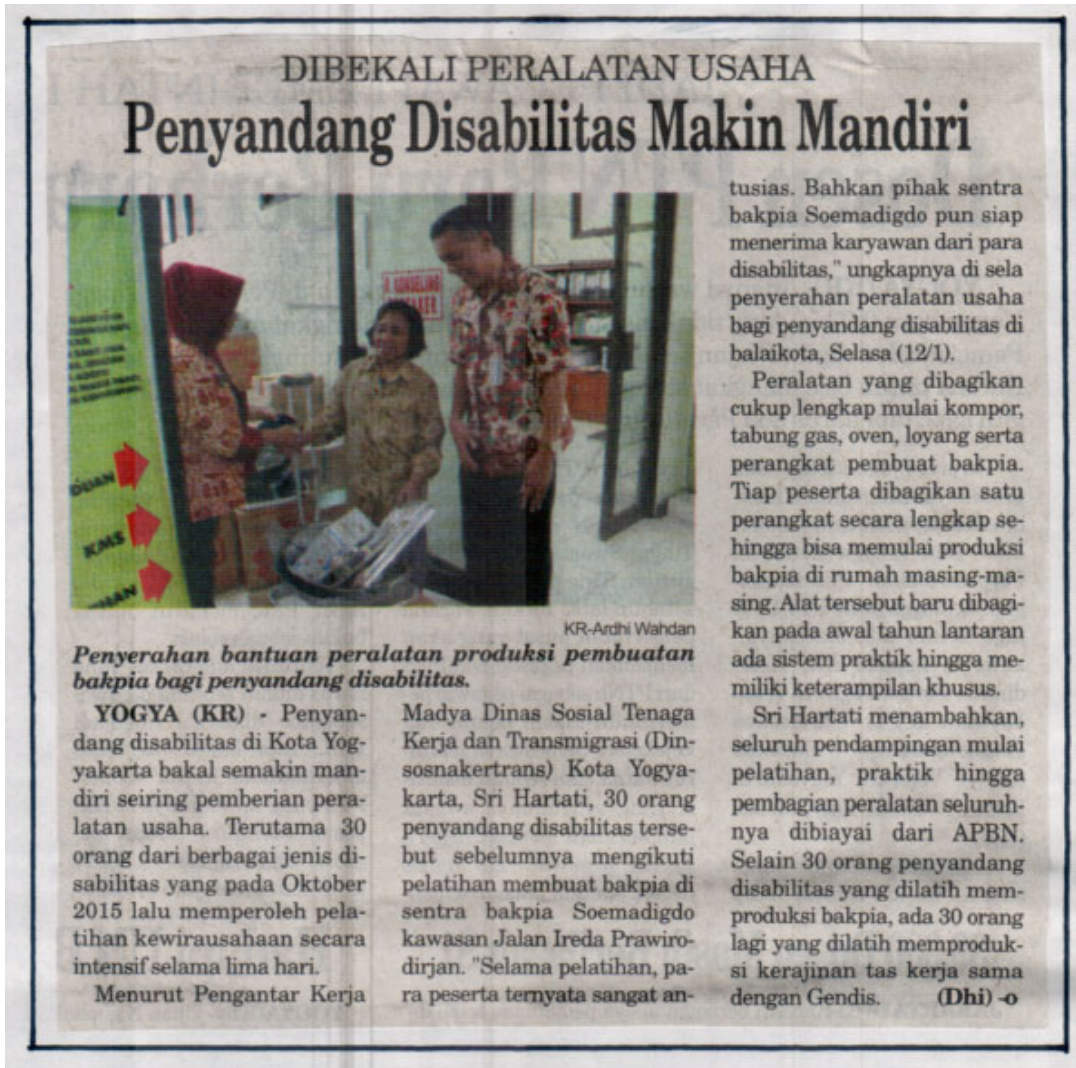 DIBEKALI PERALATAN USAHA
Penyandang Disabilitas Makin Mandiri
R. KONSELING
DUAN
KMS
HAN
KR-Ardhi Wahdan
Penyerahan bantuan peralatan produksi pembuatan
bakpia bagi penyandang disabilitas.
YOGYA (KR) - Penyan-
dang disabilitas di Kota Yog-
yakarta bakal semakin man-
diri seiring pemberian pera-
latan usaha. Terutama 30
orang dari berbagai jenis di-
sabilitas yang pada Oktober
2015 lalu memperoleh pela-
tihan kewirausahaan secara
intensif selama lima hari.
Menurut Pengantar Kerja
Madya Dinas Sosial Tenaga
Kerja dan Transmigrasi (Din-
sosnakertrans) Kota Yogya-
karta, Sri Hartati, 30 orang
penyandang disabilitas terse-
but sebelumnya mengikuti
pelatihan membuat bakpia di
sentra bakpia Soemadigdo
kawasan Jalan Ireda Prawiro-
dirjan. "Selama pelatihan, pa-
ra peserta ternyata sangat an-
tusias. Bahkan pihak sentra
bakpia Soemadigdo pun siap
menerima karyawan dari para
disabilitas," ungkapnya di sela
penyerahan peralatan usaha
bagi penyandang disabilitas di
balaikota, Selasa (12/1).
Peralatan yang dibagikan
cukup lengkap mulai kompor,
tabung gas, oven, loyang serta
perangkat pembuat bakpia.
Tiap peserta dibagikan satu
perangkat secara lengkap se-
hingga bisa memulai produksi
bakpia di rumah masing-ma-
sing. Alat tersebut baru dibagi-
kan pada awal tahun lantaran
ada sistem praktik hingga me-
miliki keterampilan khusus.
Sri Hartati menambahkan,
seluruh pendampingan mulai
pelatihan, praktik hingga
pembagian peralatan seluruh-
nya dibiayai dari APBN.
Selain 30 orang penyandang
disabilitas yang dilatih mem-
produksi bakpia, ada 30 orang
lagi yang dilatih memproduk-
si kerajinan tas kerja sama
dengan Gendis. (Dhi) -o